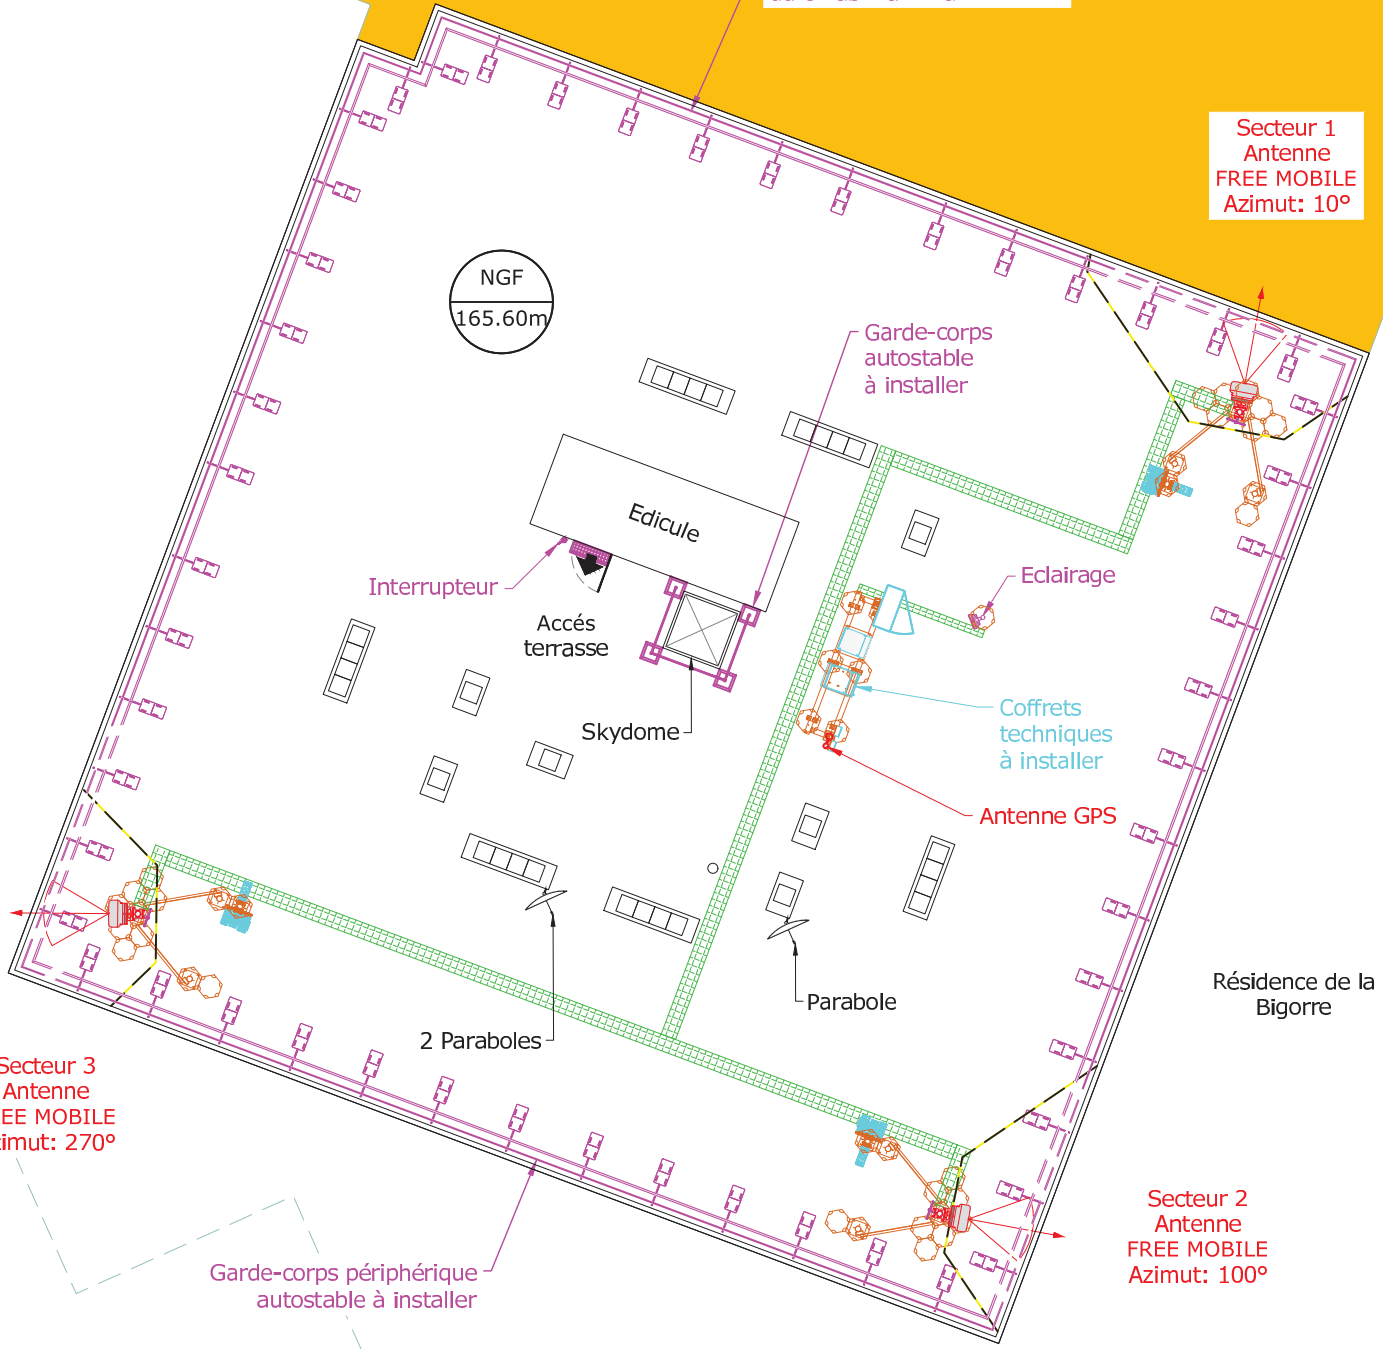 Secteur 1
Antenne
FREE MOBILE
Azimut: 10°
NGF
165.60m
Garde-corps
autostable
à installer
Edicule
Interrupteur
Eclairage
Accés
terrasse
Coffrets
techniques
à installer
Skydome
Antenne GPS
Résidence de la
Bigorre
Parabole
2 Paraboles
Secteur 3
Antenne
MOBILE
270°
Secteur 2
Antenne
FREE MOBILE
Azimut: 100°
Garde-corps périphérique
autostable à installer